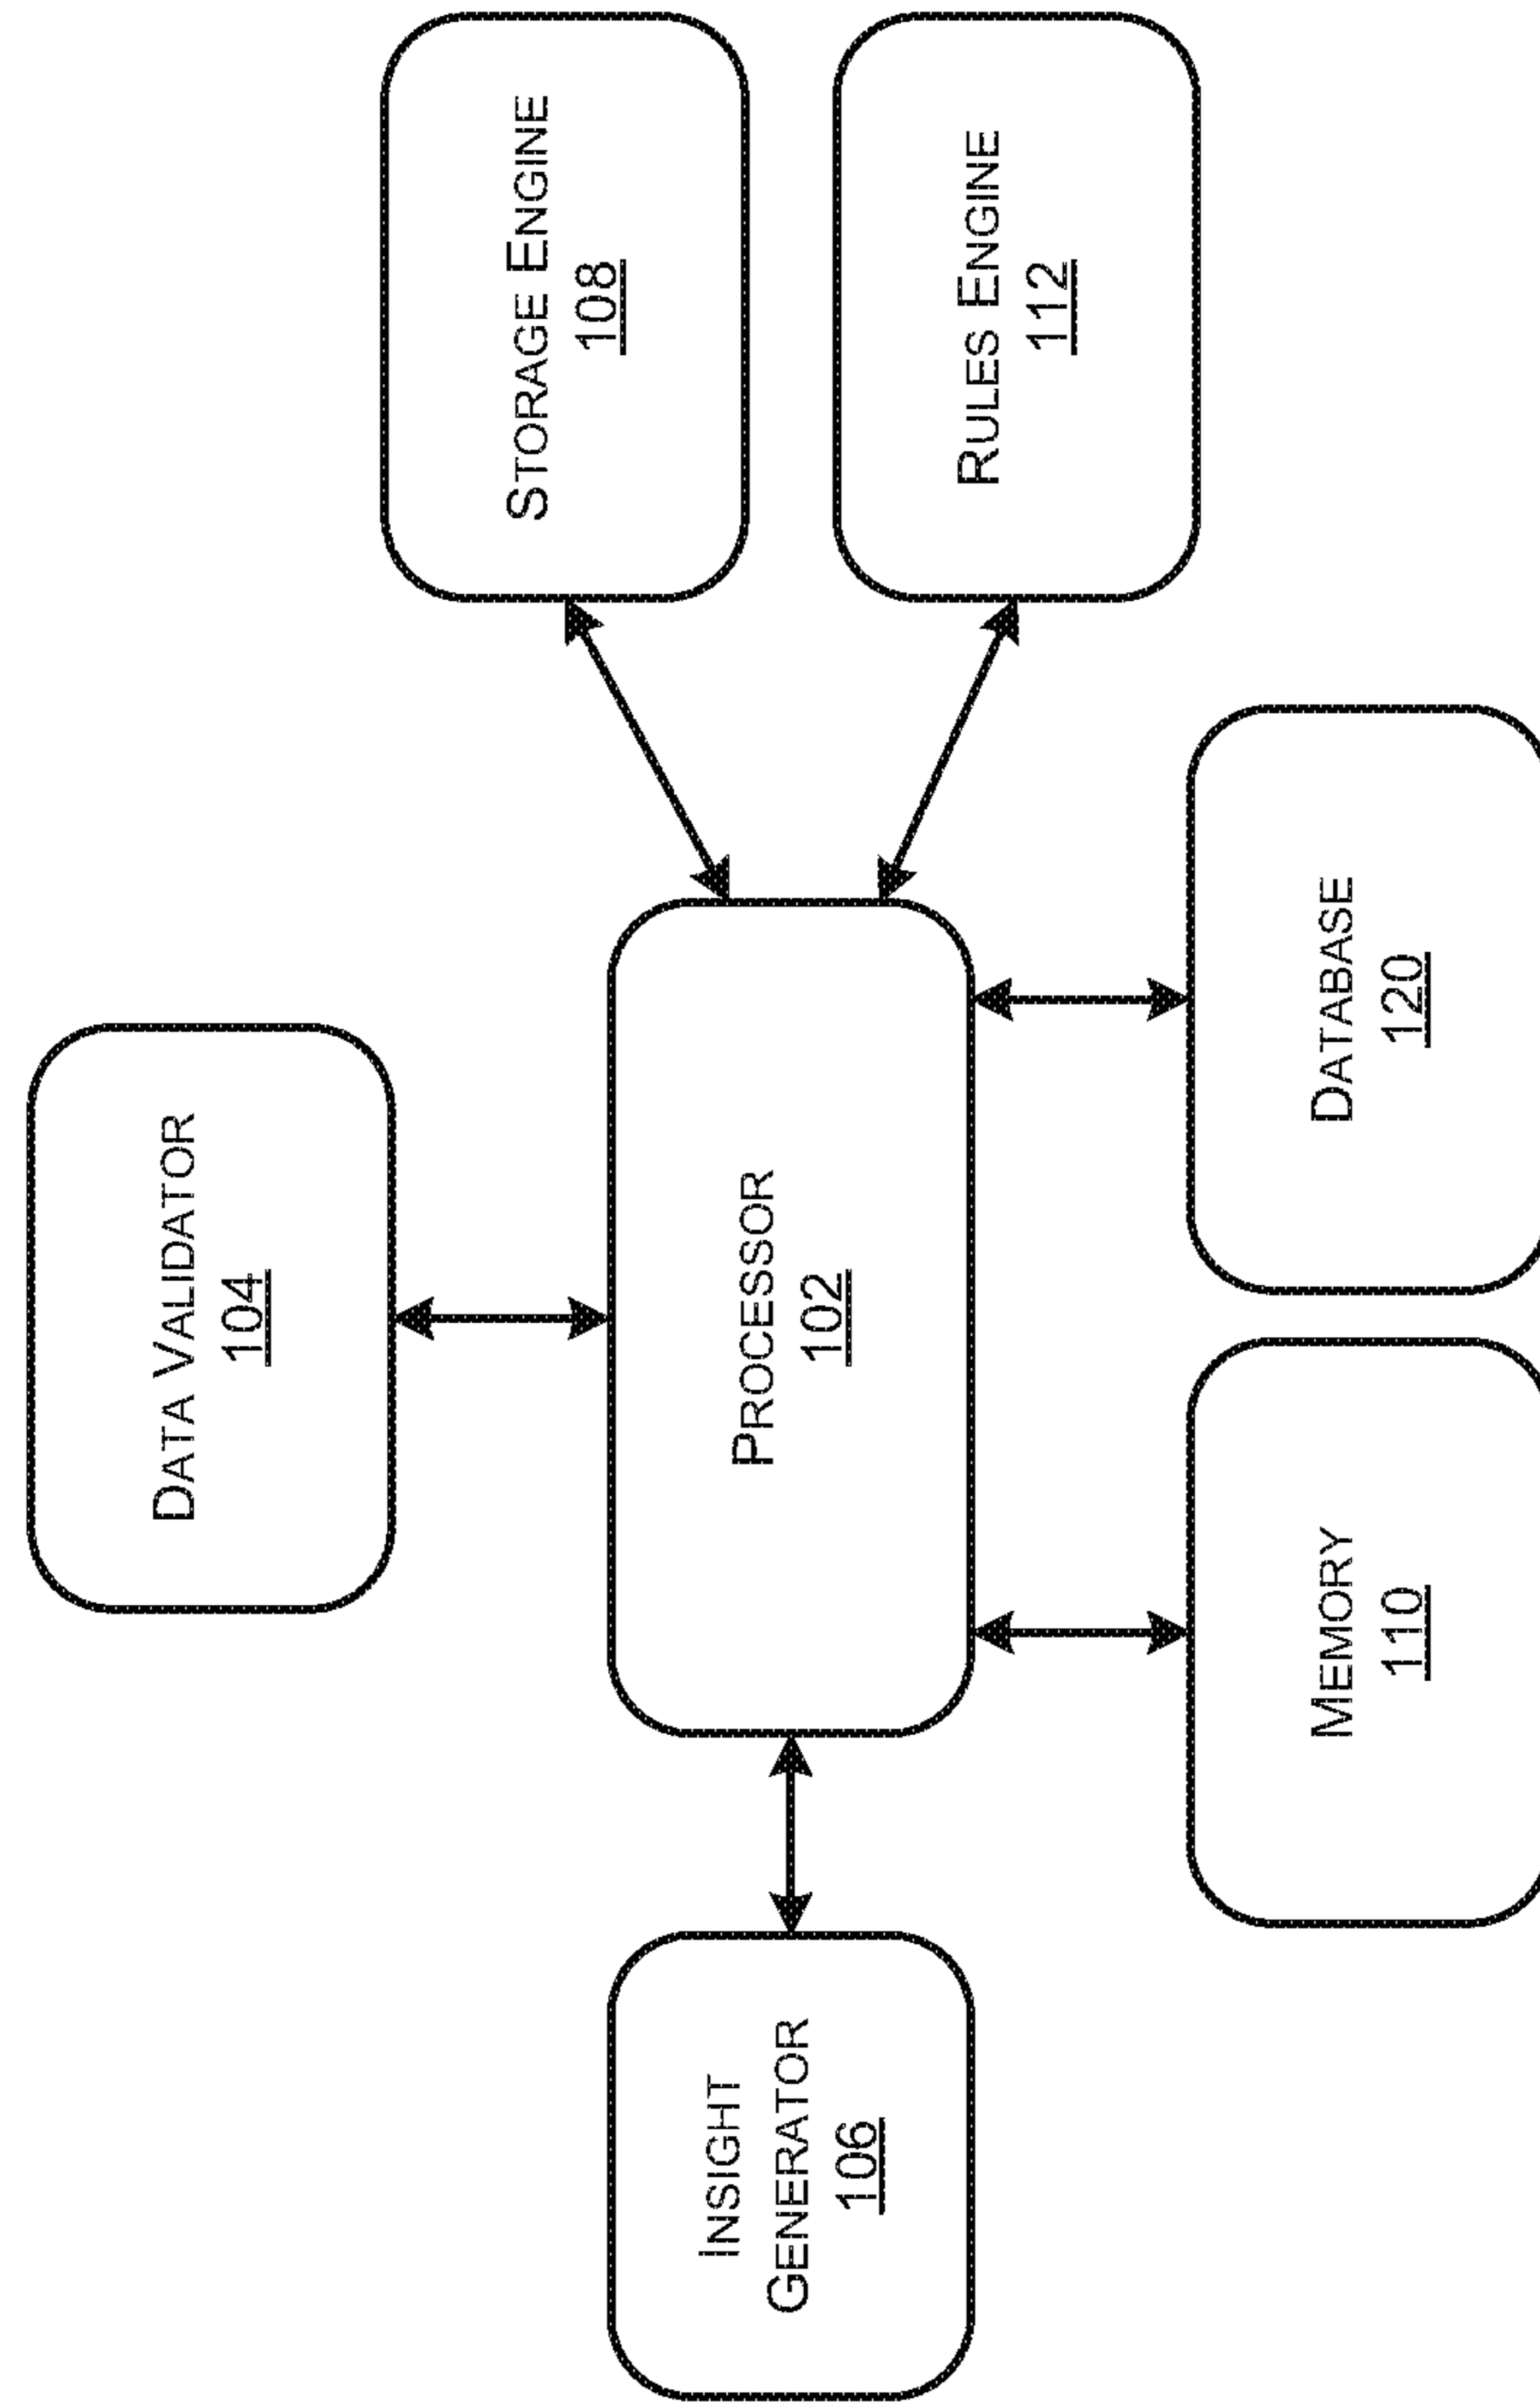 DATA VALIDATOR
104
STORAGE ENGINE
108
INSIGHT
GENERATOR
106
PROCESSOR
102
RULES ENGINE
112
MEMORY
110
DATABASE
120